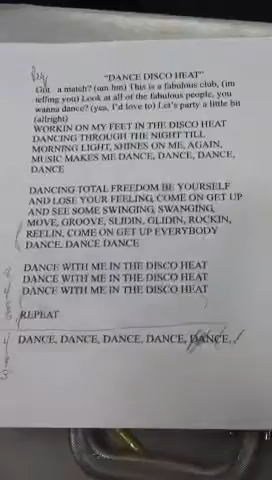 "DANCE DISCO HEAT"
Got a match? (um hm) This is a fabulous club, (im
telling you) Look at all of the fabulous people, you
wanna dance? (yea, I'd love to) Let's party a little bit
(allright)
WORKIN ON MY FEET IN THE DISCO HEAT
DANCING THROUGH THE NIGHT TILL
MORNING LIGHT, SHINES ON ME, AGAIN,
MUSIC MAKES ME DANCE, DANCE, DANCE,
DANCE
DANCING TOTAL FREEDOM BE YOURSELF
AND LOSE YOUR FEELING, COME ON GET UP
AND SEE SOME SWINGING, SWANGING,
MOVE, GROOVE, SLIDIN, GLIDIN, ROCKIN,
REELIN, COME ON GET UP EVERYBODY
DANCE, DANCE DANCE
DANCE WITH ME IN THE DISCO HEAT
DANCE WITH ME IN THE DISCO HEAT
DANCE WITH ME IN THE DISCO HEAT
REPEAT
DANCE, DANCE, DANCE, DANCE, DANCE,